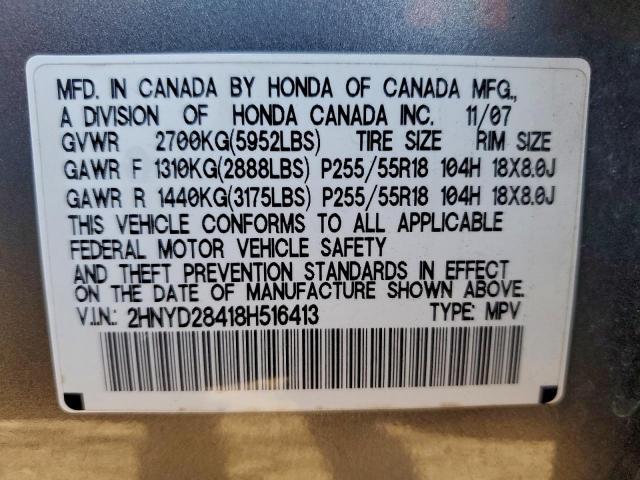 MFD. IN CANADA BY HONDA OF CANADA MFG.,
A DIVISION OF HONDA CANADA INC. 11/07
GVWR 2700KG(5952LBS) TIRE SIZE RIM SIZE
GAWR F 1310KG(2888LBS) P255/55R18 104H 18X8.0J
GAWR R 1440KG(3175LBS) P255/55R18 104H 18X8.0J
THIS VEHICLE CONFORMS TO ALL APPLICABLE
FEDERAL MOTOR VEHICLE SAFETY
AND THEFT PREVENTION STANDARDS IN EFFECT
ON THE DATE OF MANUFACTURE SHOWN ABOVE.
V.I.N.: 2HNYD28418H516413 TYPE: MPV